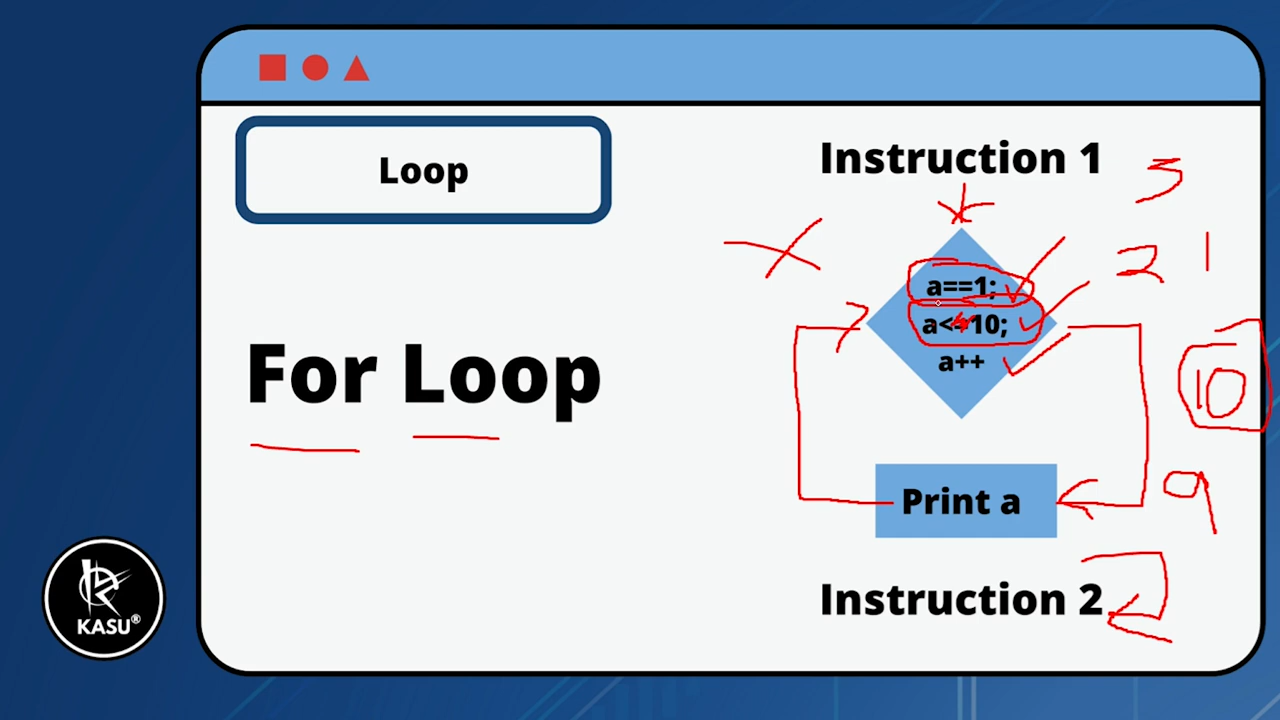 Loop
Instruction 1
3
2 1
a==1;
a<=10;
a++
For Loop
10
Print a
9
Instruction 2
KASU®